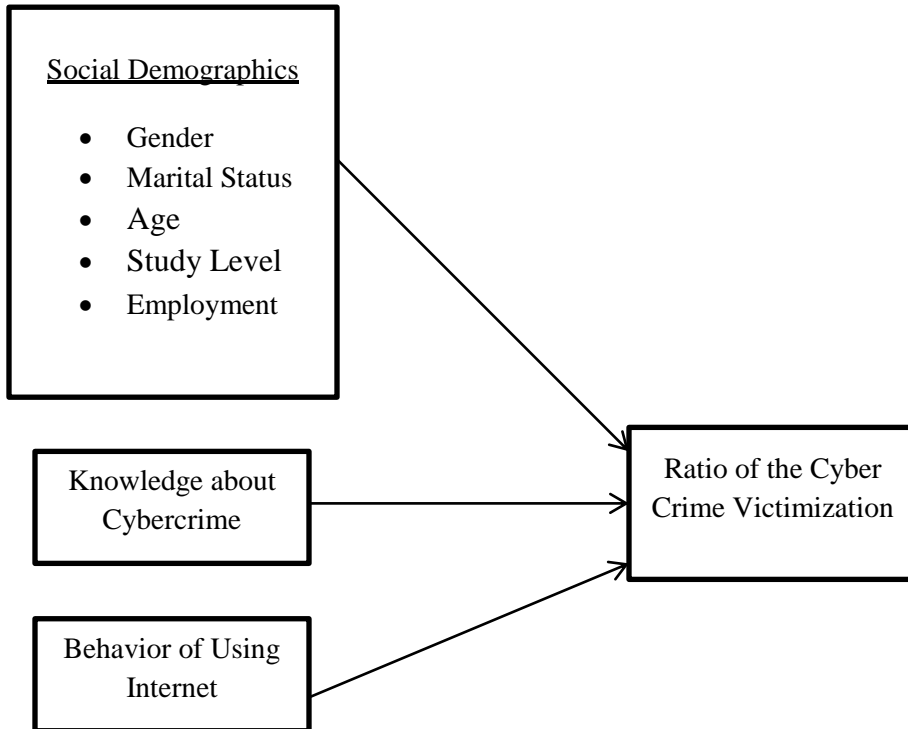 Social Demographics
• Gender
• Marital Status
• Age
• Study Level
• Employment
Knowledge about
Cybercrime
Behavior of Using
Internet
Ratio of the Cyber
Crime Victimization